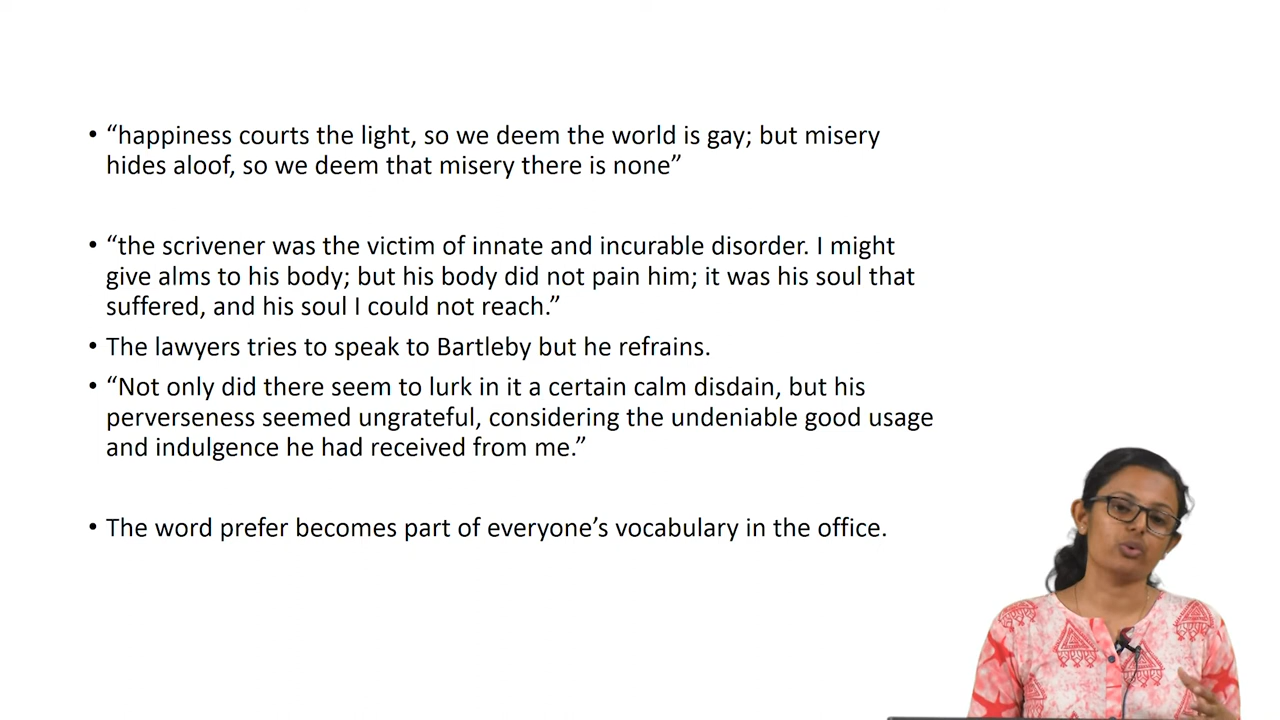 • “happiness courts the light, so we deem the world is gay; but misery
hides aloof, so we deem that misery there is none”
• “the scrivener was the victim of innate and incurable disorder. I might
give alms to his body; but his body did not pain him; it was his soul that
suffered, and his soul I could not reach.”
• The lawyers tries to speak to Bartleby but he refrains.
• “Not only did there seem to lurk in it a certain calm disdain, but his
perverseness seemed ungrateful, considering the undeniable good usage
and indulgence he had received from me.”
• The word prefer becomes part of everyone’s vocabulary in the office.